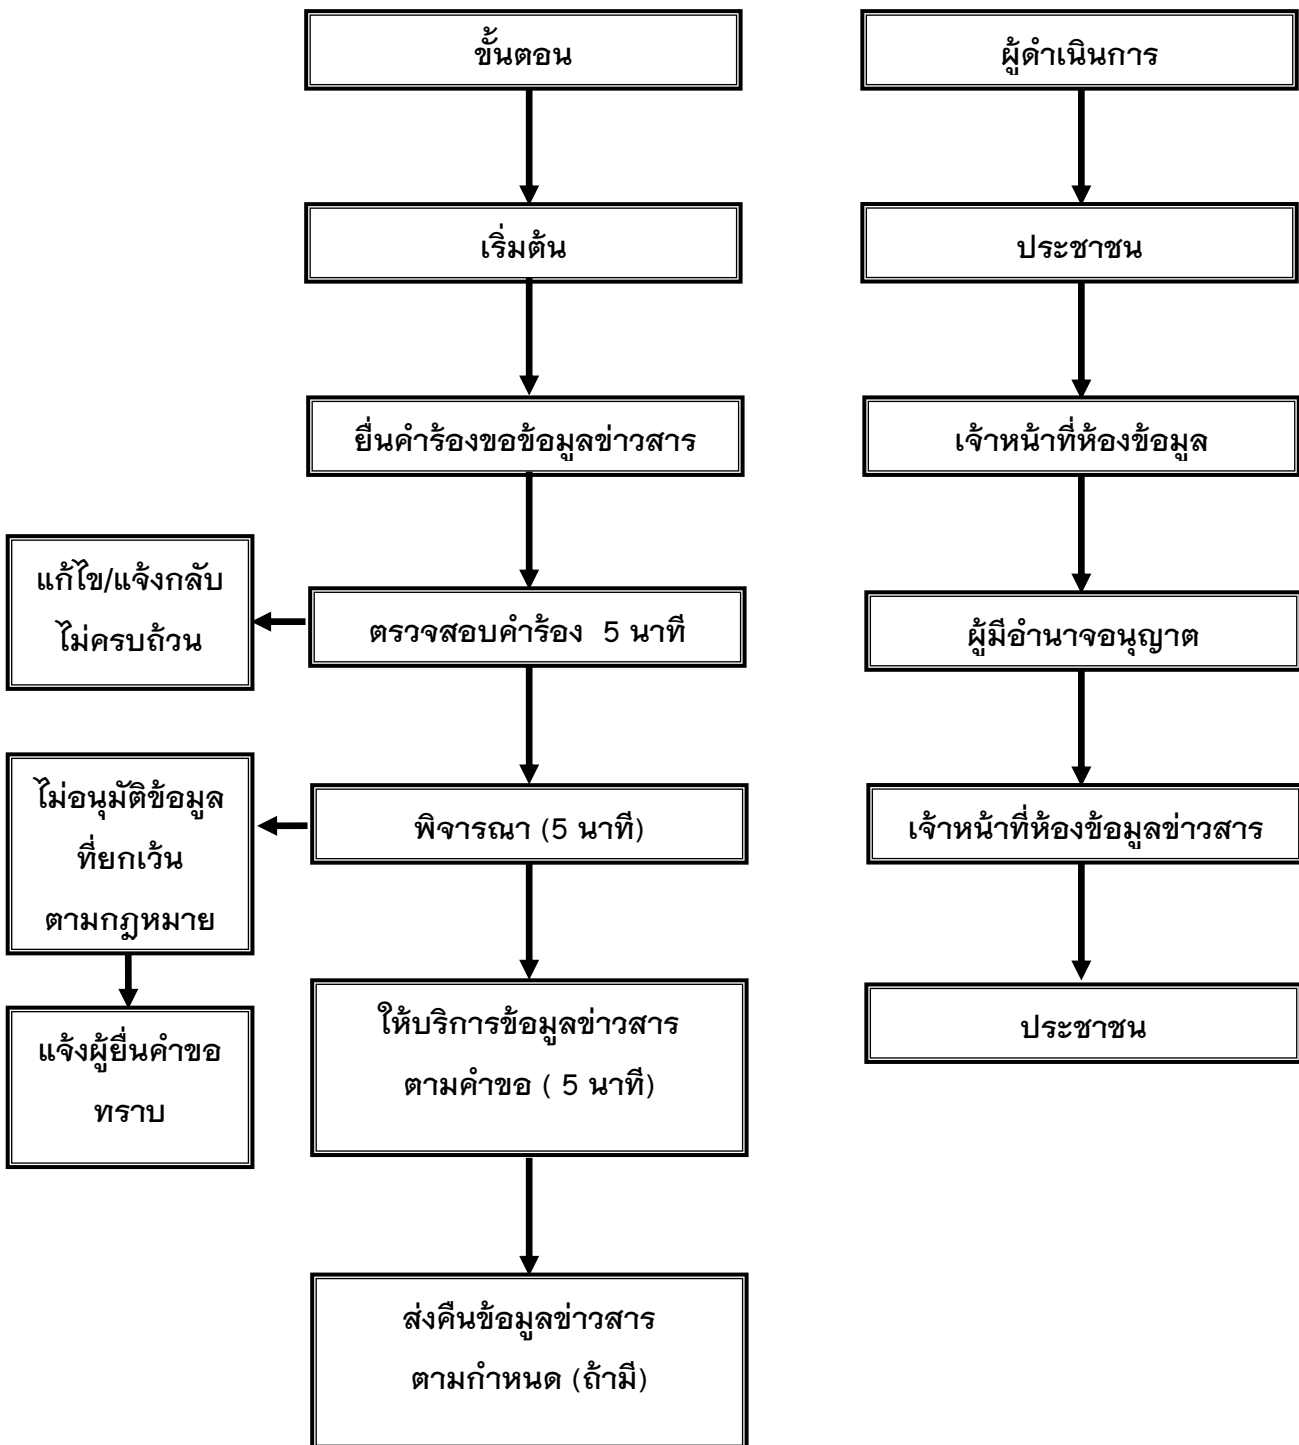 ขั้นตอน
ผู้ดำเนินการ
เริ่มต้น
ประชาชน
ยื่นคำร้องขอข้อมูลข่าวสาร
เจ้าหน้าที่ห้องข้อมูล
แก้ไข/แจ้งกลับ
ไม่ครบถ้วน
ตรวจสอบคำร้อง 5 นาที
ผู้มีอำนาจอนุญาต
ไม่อนุมัติข้อมูล
ที่ยกเว้น
ตามกฎหมาย
พิจารณา (5 นาที)
เจ้าหน้าที่ห้องข้อมูลข่าวสาร
แจ้งผู้ยื่นคำขอ
ทราบ
ให้บริการข้อมูลข่าวสาร
ตามคำขอ ( 5 นาที)
ประชาชน
ส่งคืนข้อมูลข่าวสาร
ตามกำหนด (ถ้ามี)